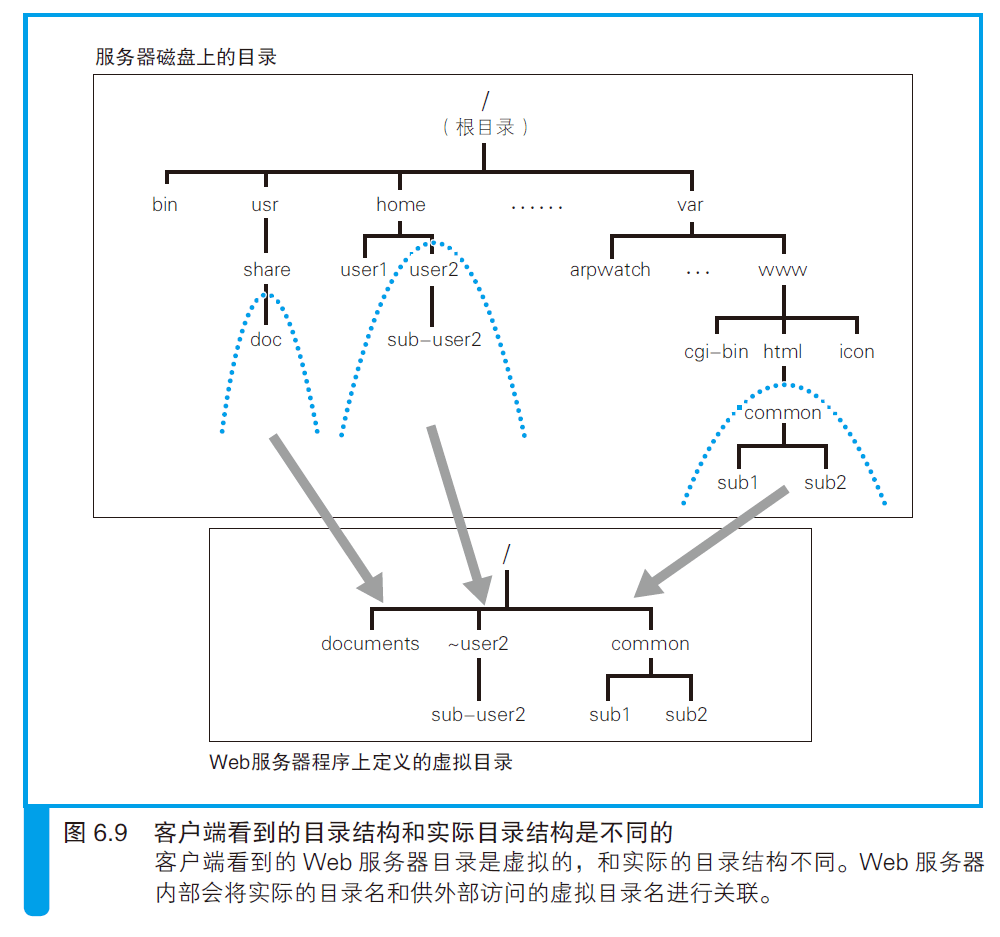 服务器磁盘上的目录
/
（根目录）
bin usr home ······ var
share user1 user2 arpwatch ··· www
doc sub–user2 cgi–bin html icon
common
sub1 sub2
/
documents ~user2 common
sub–user2 sub1 sub2
Web服务器程序上定义的虚拟目录
图 6.9 客户端看到的目录结构和实际目录结构是不同的
客户端看到的 Web 服务器目录是虚拟的，和实际的目录结构不同。Web 服务器
内部会将实际的目录名和供外部访问的虚拟目录名进行关联。